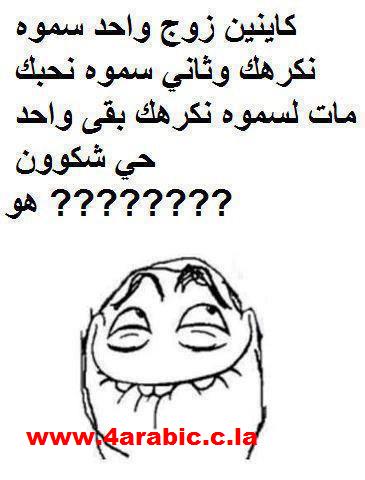 كاينين زوج واحد سموه
نكرهك وثاني سموه نحبك
مات لسموه نكرهك بقى واحد
حي شكوون
هو ????????
www.4arabic.c.la